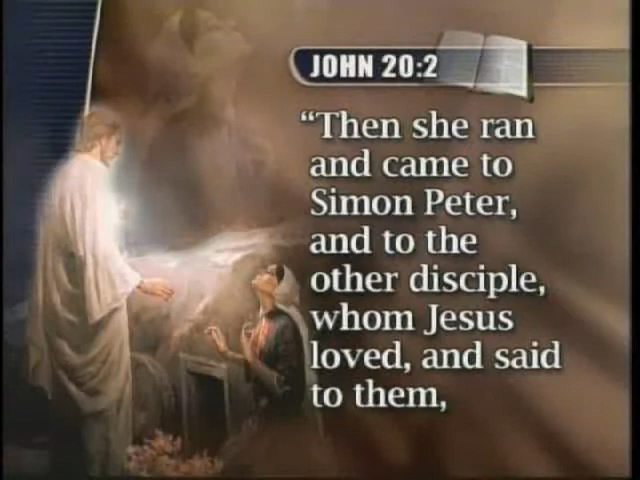 JOHN 20:2
“Then she ran
and came to
Simon Peter,
and to the
other disciple,
whom Jesus
loved, and said
to them,